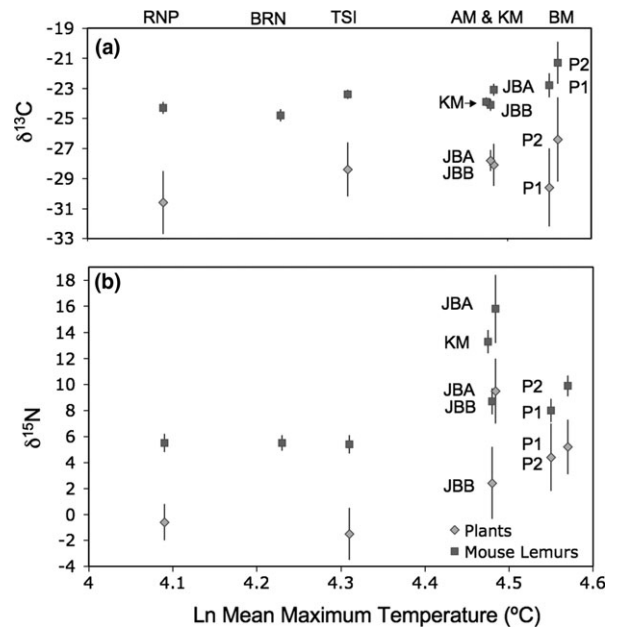 RNP BRN TSI AM & KM BM
(a)
-19
-21
-23
-25
-27
-29
-31
-33
δ13C
P2
P1
JBA
KM
JBB
P2
JBA
JBB
P1
(b)
18
16
14
12
10
8
6
4
2
0
-2
-4
δ15N
JBA
KM
JBA
JBB
P2
P1
P1
P2
JBB
Plants
Mouse Lemurs
4 4.1 4.2 4.3 4.4 4.5 4.6
Ln Mean Maximum Temperature (ºC)